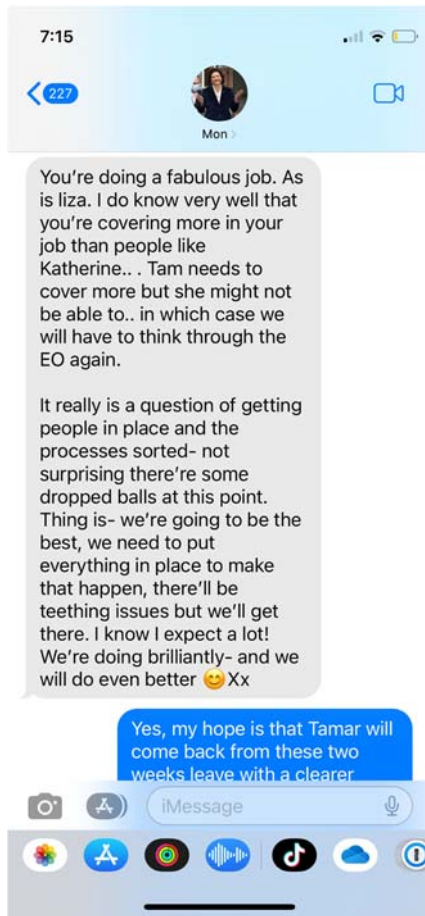 7:15
227
Mon
You're doing a fabulous job. As
is liza. I do know very well that
you're covering more in your
job than people like
Katherine.. . Tam needs to
cover more but she might not
be able to.. in which case we
will have to think through the
EO again.
It really is a question of getting
people in place and the
processes sorted- not
surprising there're some
dropped balls at this point.
Thing is- we're going to be the
best, we need to put
everything in place to make
that happen, there'll be
teething issues but we'll get
there. I know I expect a lot!
We're doing brilliantly- and we
will do even better 😊Xx
Yes, my hope is that Tamar will
come back from these two
weeks leave with a clearer
iMessage